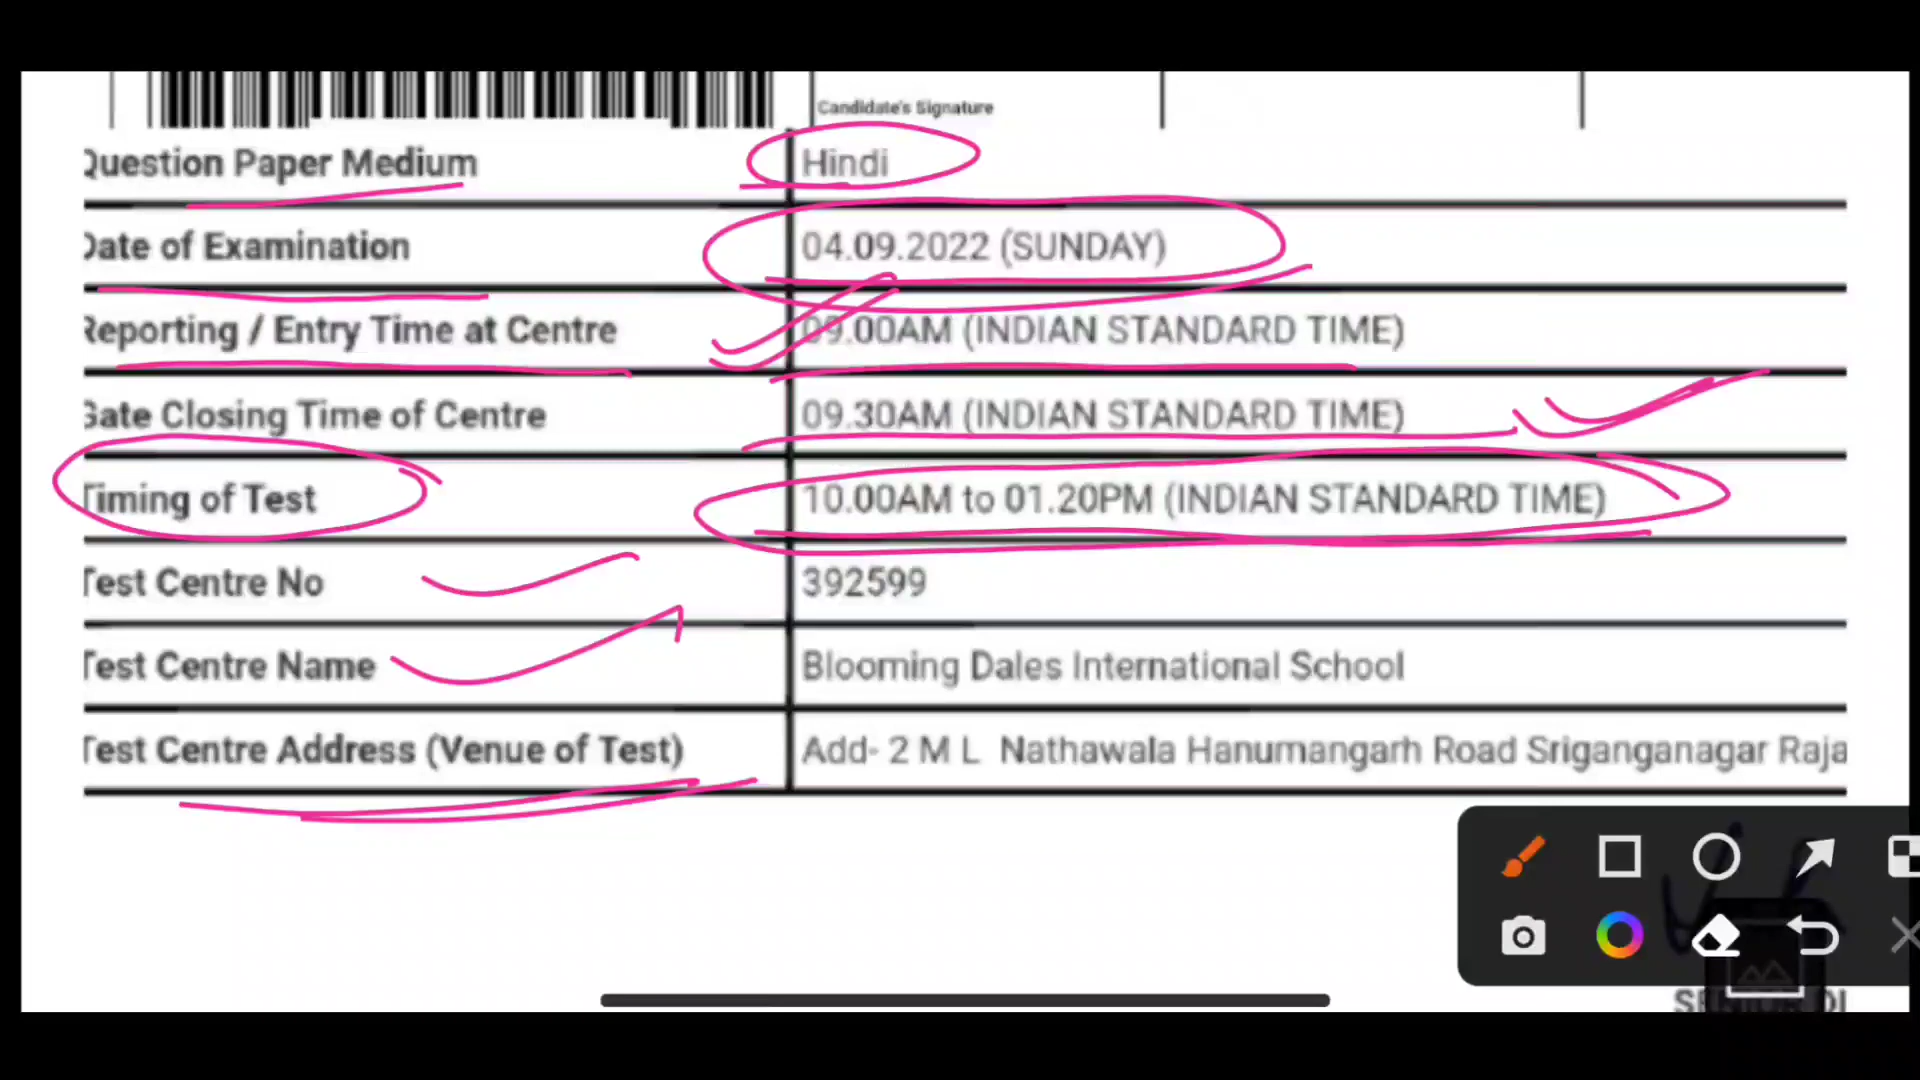 Candidate's Signature
Question Paper Medium Hindi
Date of Examination 04.09.2022 (SUNDAY)
Reporting / Entry Time at Centre 09.00AM (INDIAN STANDARD TIME)
Gate Closing Time of Centre 09.30AM (INDIAN STANDARD TIME)
Timing of Test 10.00AM to 01.20PM (INDIAN STANDARD TIME)
Test Centre No 392599
Test Centre Name Blooming Dales International School
Test Centre Address (Venue of Test) Add- 2 M L Nathawala Hanumangarh Road Sriganganagar Raja